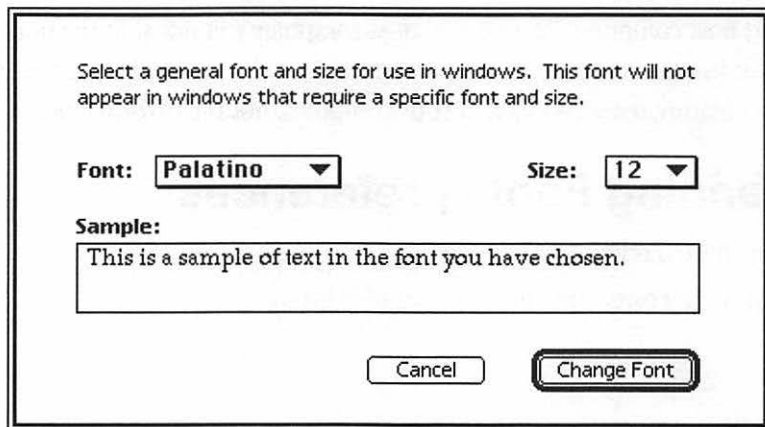 Select a general font and size for use in windows.  This font will not
appear in windows that require a specific font and size.
Font: Palatino Size: 12
Sample:
This is a sample of text in the font you have chosen.
Cancel Change Font